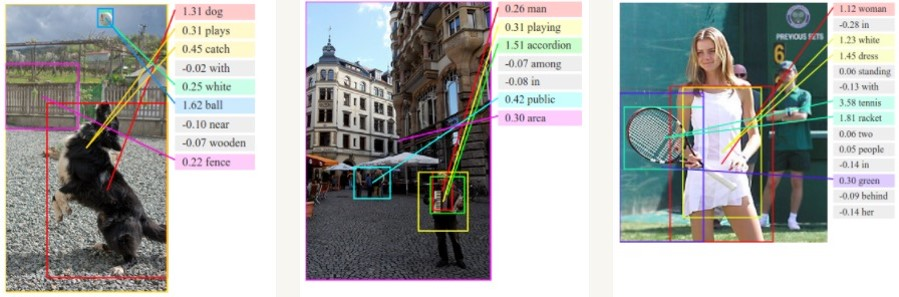 1.31 dog
0.31 plays
0.45 catch
-0.02 with
0.25 white
1.62 ball
-0.10 near
-0.07 wooden
0.22 fence
0.26 man
0.31 playing
1.51 accordion
-0.07 among
-0.08 in
0.42 public
0.30 area
PREVIOUS SETS
6
1.12 woman
-0.28 in
1.23 white
1.45 dress
0.06 standing
-0.13 with
3.58 tennis
1.81 racket
0.06 two
0.05 people
-0.14 in
0.30 green
-0.09 behind
-0.14 her